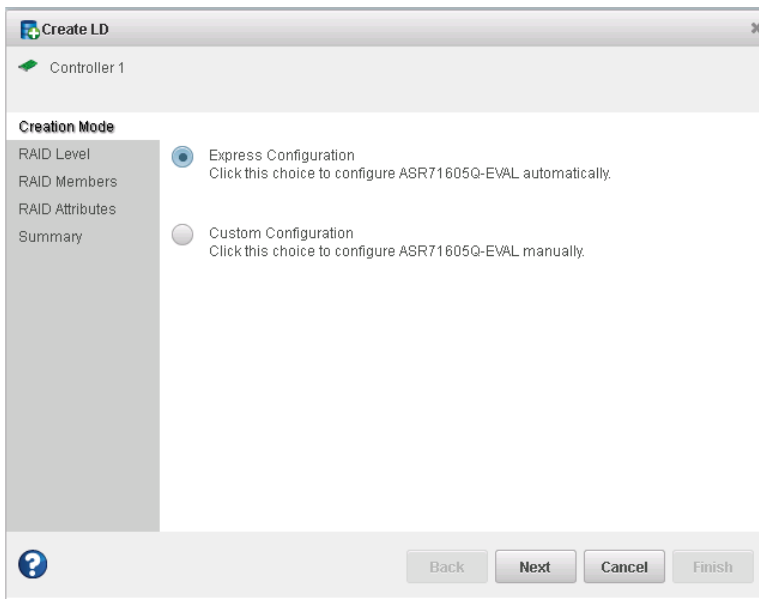 Create LD
Controller 1
Creation Mode
RAID Level
RAID Members
RAID Attributes
Summary
Express Configuration
Click this choice to configure ASR71605Q-EVAL automatically.
Custom Configuration
Click this choice to configure ASR71605Q-EVAL manually.
?
Back
Next
Cancel
Finish